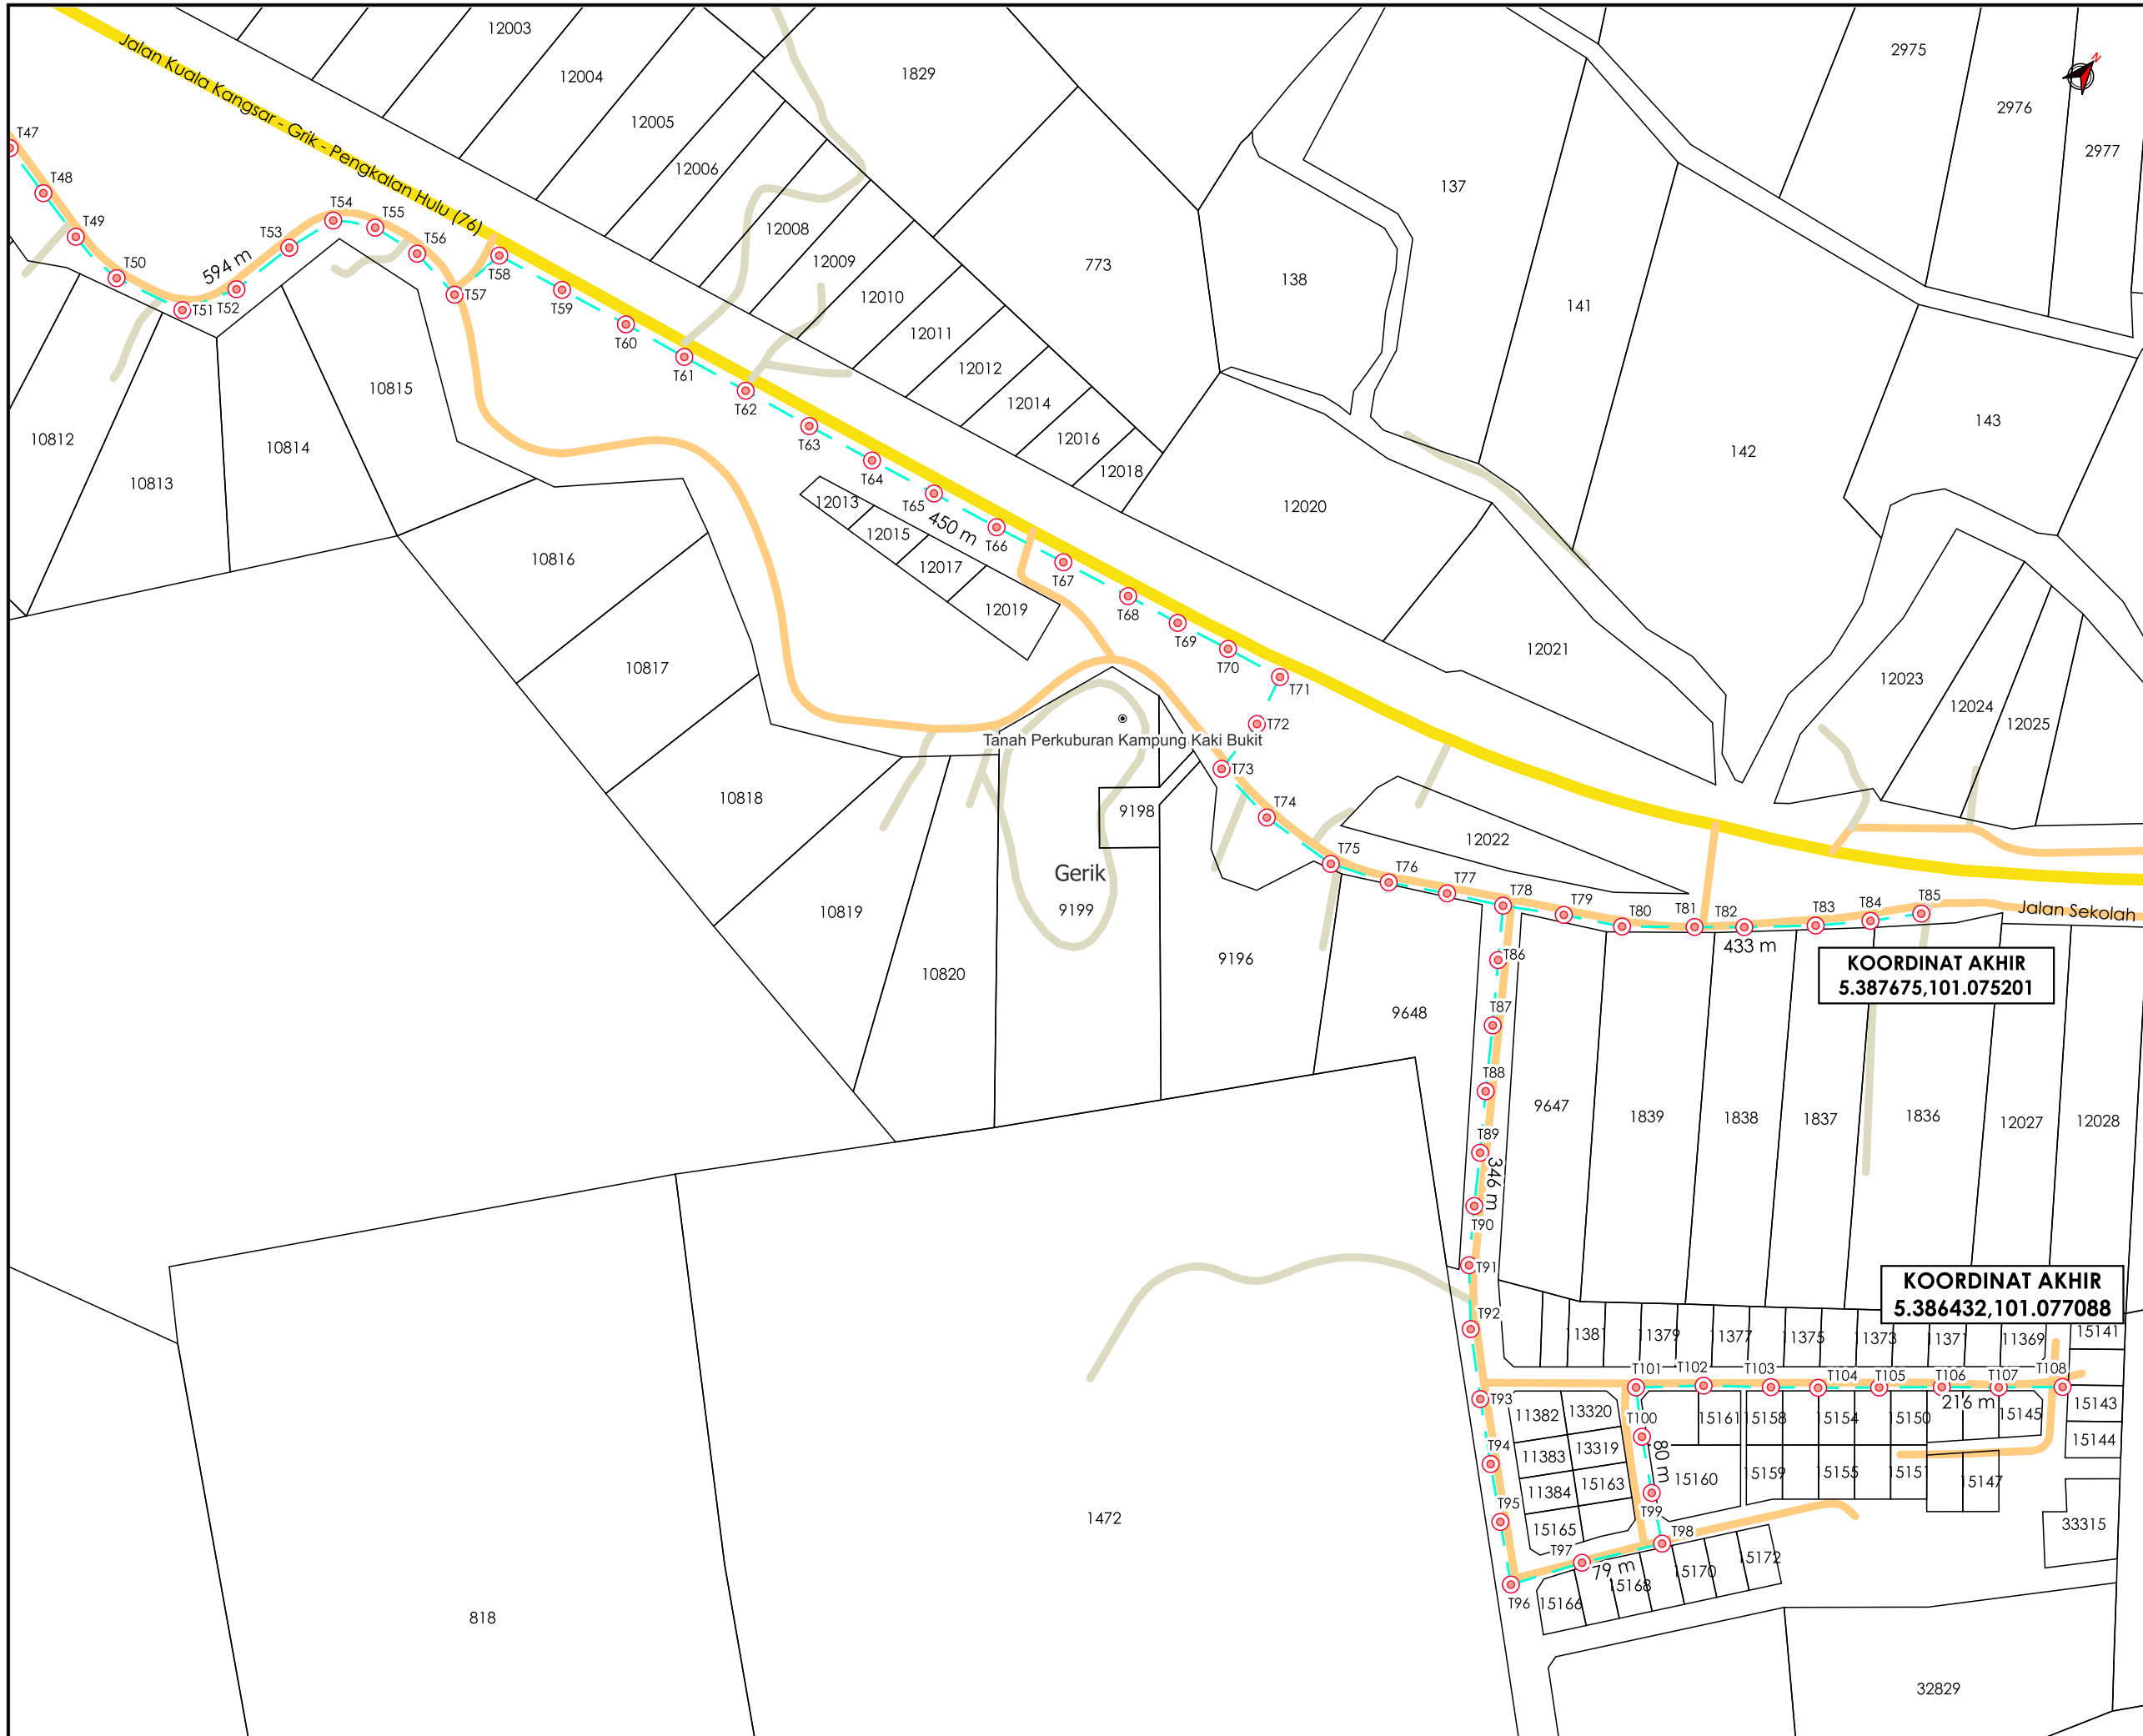 12003
2975
N
1829
12004
2976
Jalan Kuala Kangsar - Grik - Pengkalan Hulu (76)
12005
T47
2977
12006
137
T48
T54
T55
12008
T49
T53
T56
T58
12009
773
138
594 m
T50
T57
12010
141
T51
T52
T59
T60
12011
T61
12012
10815
T62
12014
143
10812
10814
T63
12016
142
10813
T64
12018
12013
T65
12020
450 m
12015
T66
10816
12017
T67
12019
T68
T69
12021
10817
T70
12023
T71
12024
T72
12025
Tanah Perkuburan Kampung Kaki Bukit
T73
10818
9198
T74
12022
T75
Gerik
T76
T77
T78
T79
T80
T81
T82
T83
T84
T85
Jalan Sekolah
10819
9199
433 m
T86
9196
10820
KOORDINAT AKHIR
5.387675,101.075201
T87
9648
T88
9647
1839
1838
1837
1836
12027
12028
T89
346 m
T90
T91
KOORDINAT AKHIR
5.386432,101.077088
T92
11381
11379
11377
11375
11373
11371
11369
15141
T101
T102
T103
T104
T105
T106
T107
T108
T93
216 m
11382
13320
T100
15161
15158
15154
15150
15145
15143
T94
11383
13319
80 m
15144
11384
15163
15160
15159
15155
15151
15147
T95
15165
T99
33315
1472
T98
T97
79 m
15172
15170
T96
15168
15166
818
32829